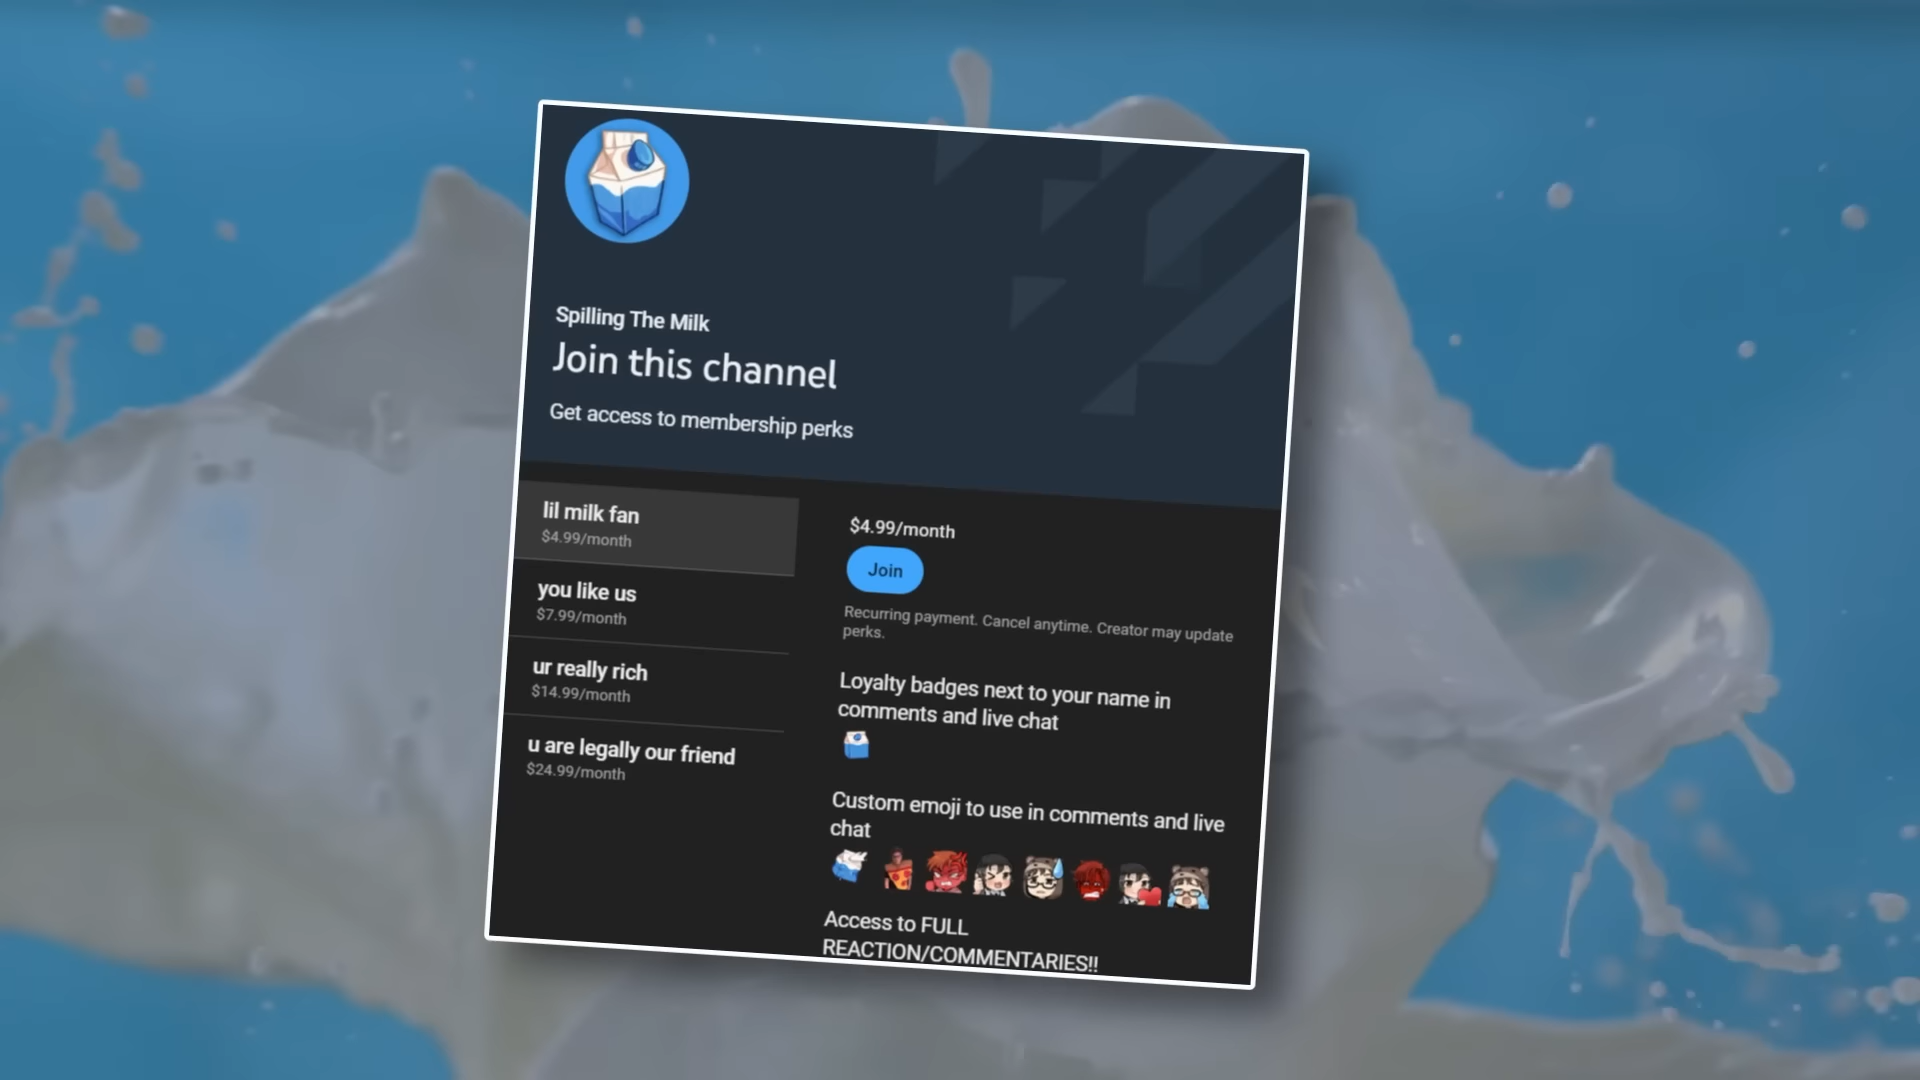 Spilling The Milk
Join this channel
Get access to membership perks
lil milk fan
$4.99/month
you like us
$7.99/month
ur really rich
$14.99/month
u are legally our friend
$24.99/month
$4.99/month
Join
Recurring payment. Cancel anytime. Creator may update
perks.
Loyalty badges next to your name in
comments and live chat
Custom emoji to use in comments and live
chat
Access to FULL
REACTION/COMMENTARIES!!